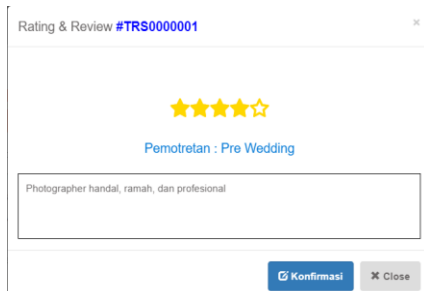 Rating & Review #TRS0000001
×
Pemotretan : Pre Wedding
Photographer handal, ramah, dan profesional
Konfirmasi
Close